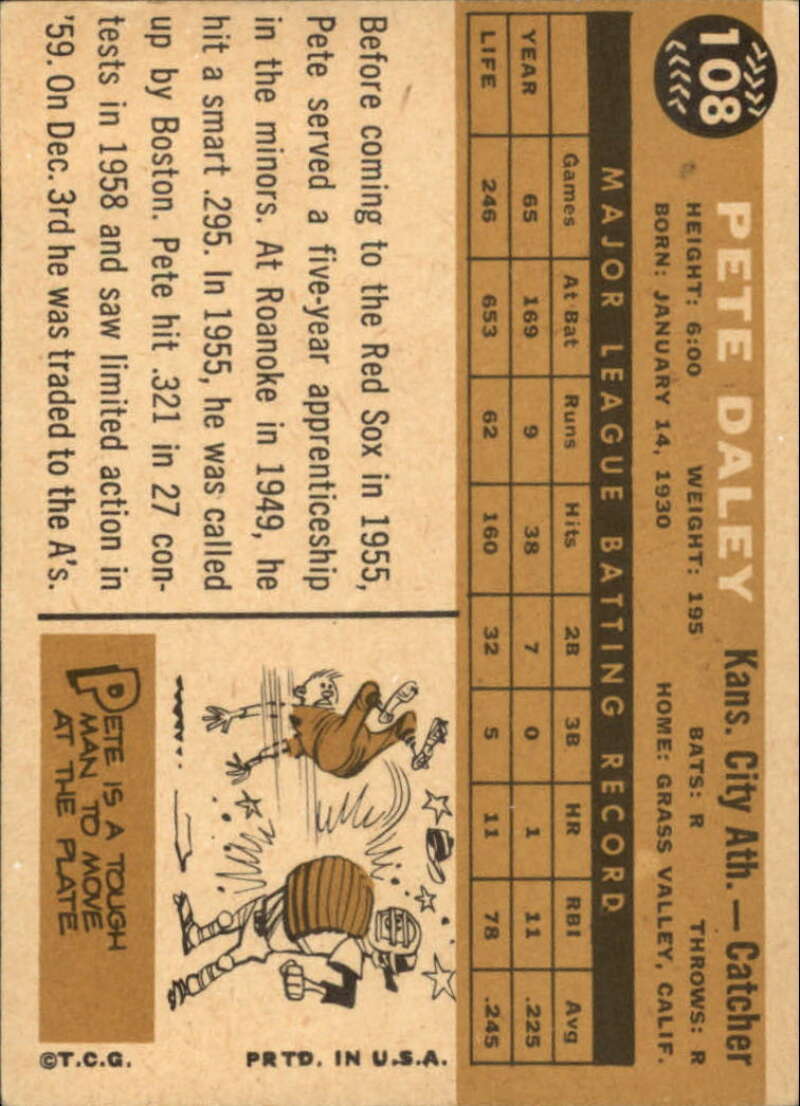 108
PETE DALEY Kans. City Ath. — Catcher
HEIGHT: 6:00 WEIGHT: 195 BATS: R THROWS: R
BORN: JANUARY 14, 1930 HOME: GRASS VALLEY, CALIF.
MAJOR LEAGUE BATTING RECORD
Games At Bat Runs Hits 2B 3B HR RBI Avg
YEAR 65 169 9 38 7 0 1 11 .225
LIFE 246 653 62 160 32 5 11 78 .245
Before coming to the Red Sox in 1955,
Pete served a five-year apprenticeship
in the minors. At Roanoke in 1949, he
hit a smart .295. In 1955, he was called
up by Boston. Pete hit .321 in 27 con-
tests in 1958 and saw limited action in
'59. On Dec. 3rd he was traded to the A's.
PETE IS A TOUGH
MAN TO MOVE
AT THE PLATE
©T.C.G. PRTD. IN U.S.A.